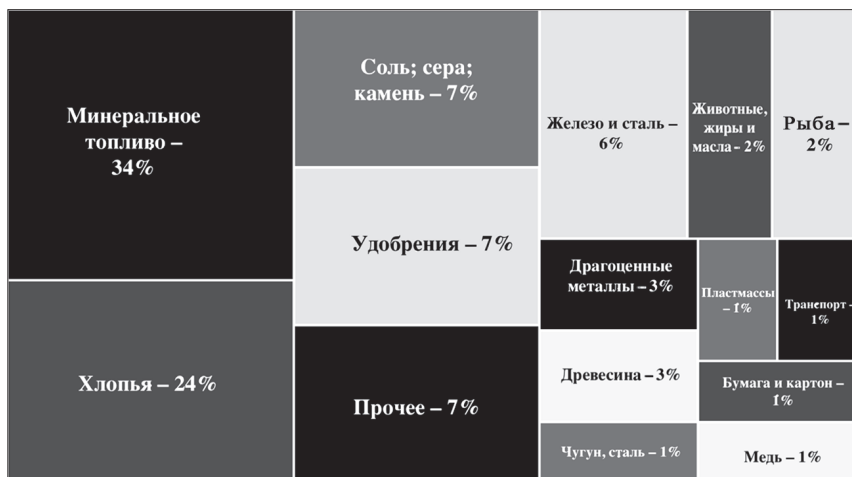 Минеральное
топливо –
34%
Хлопья – 24%
Соль; сера;
камень – 7%
Удобрения – 7%
Прочее – 7%
Железо и сталь –
6%
Животные,
жиры и
масла – 2%
Рыба –
2%
Драгоценные
металлы – 3%
Древесина – 3%
Чугун, сталь – 1%
Пластмассы
– 1%
Транспорт –
1%
Бумага и картон –
1%
Медь – 1%